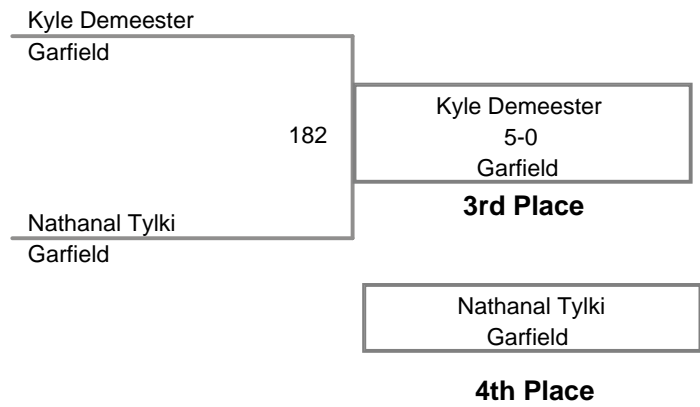 Kyle Demeester
Garfield
182
Kyle Demeester
5-0
Garfield
3rd Place
Nathanal Tylki
Garfield
Nathanal Tylki
Garfield
4th Place